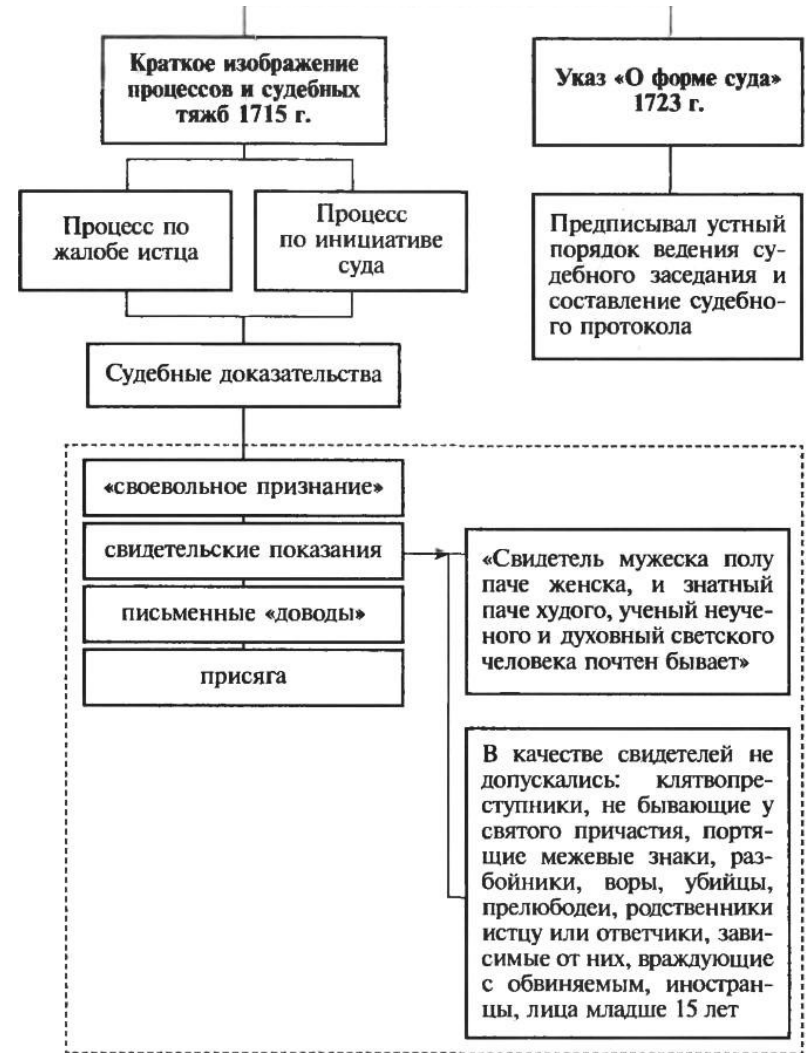 Краткое изображение
процессов и судебных
тяжб 1715 г.
Указ «О форме суда»
1723 г.
Процесс по
жалобе истца
Процесс
по инициативе
суда
Предписывал устный
порядок ведения су-
дебного заседания и
составление судебно-
го протокола
Судебные доказательства
«своевольное признание»
свидетельские показания
письменные «доводы»
присяга
«Свидетель мужеска полу
паче женска, и знатный
паче худого, ученый неуче-
ного и духовный светского
человека почтен бывает»
В качестве свидетелей не
допускались: клятвопре-
ступники, не бывающие у
святого причастия, портя-
щие межевые знаки, раз-
бойники, воры, убийцы,
прелюбодеи, родственники
истцу или ответчики, зави-
симые от них, враждующие
с обвиняемым, иностран-
цы, лица младше 15 лет